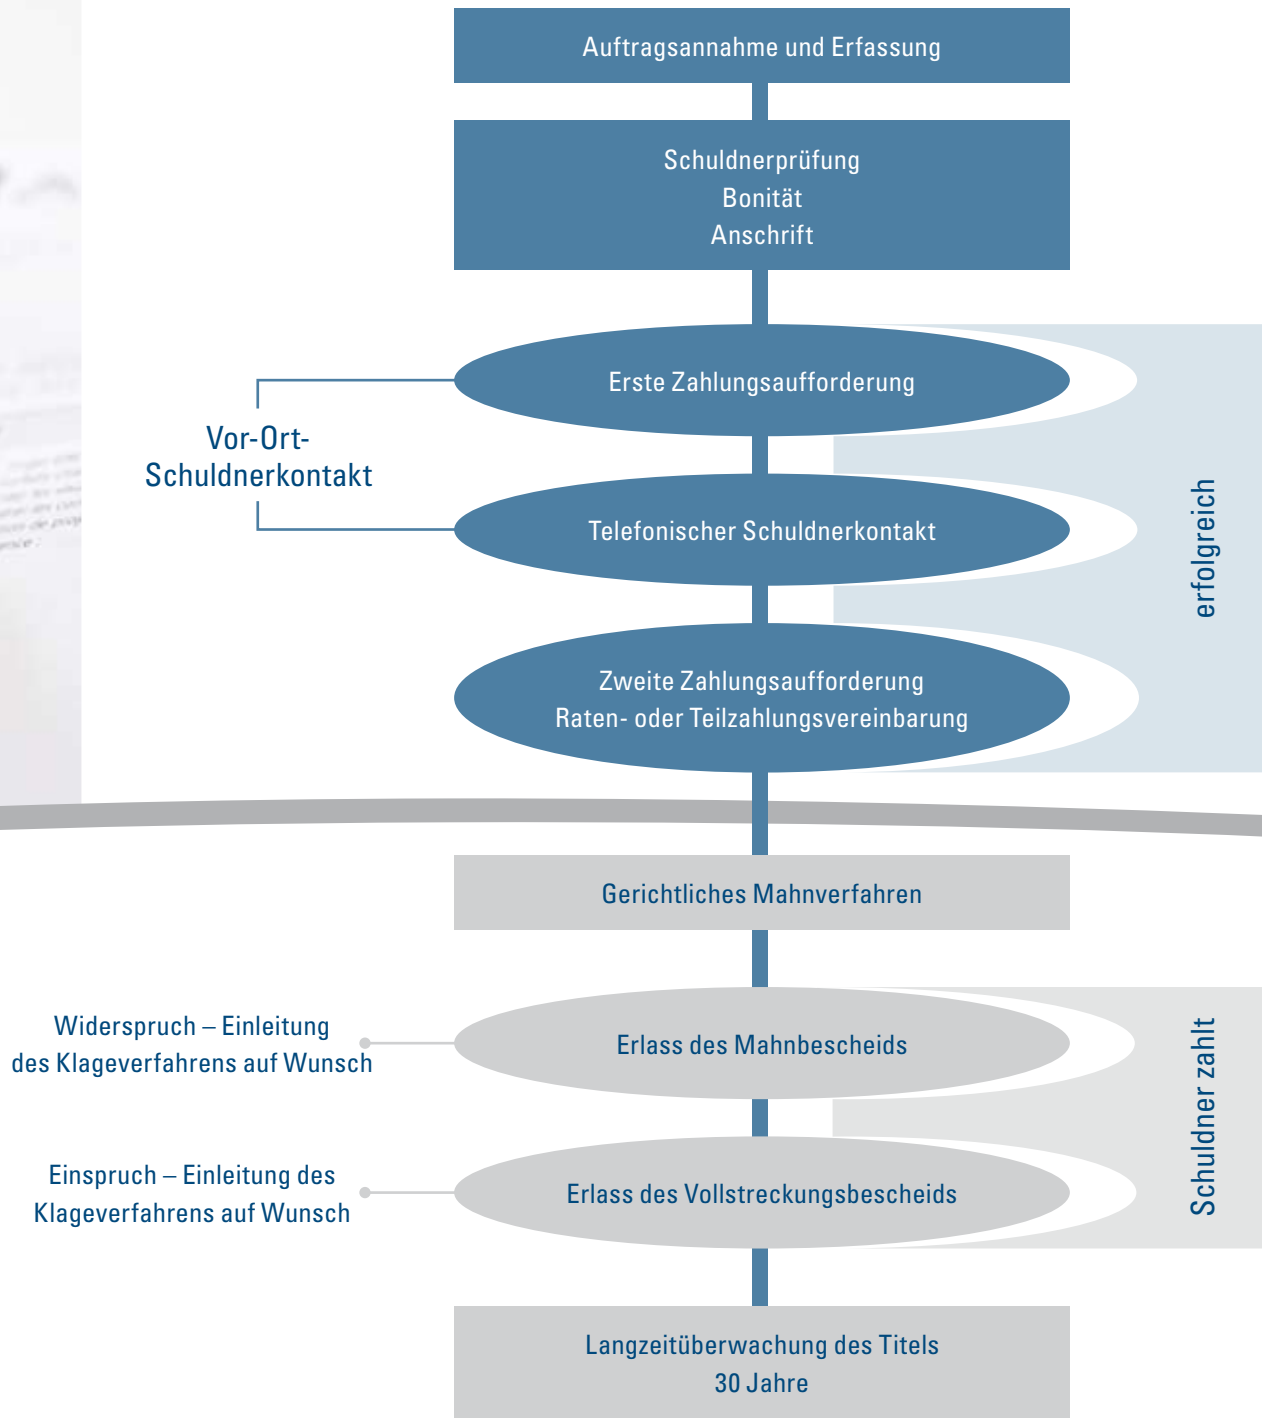 Auftragsannahme und Erfassung
Schuldnerprüfung
Bonität
Anschrift
Erste Zahlungsaufforderung
Vor-Ort-
Schuldnerkontakt
Telefonischer Schuldnerkontakt
erfolgreich
Zweite Zahlungsaufforderung
Raten- oder Teilzahlungsvereinbarung
Gerichtliches Mahnverfahren
Widerspruch – Einleitung
des Klageverfahrens auf Wunsch
Erlass des Mahnbescheids
Schuldner zahlt
Einspruch – Einleitung des
Klageverfahrens auf Wunsch
Erlass des Vollstreckungsbescheids
Langzeitüberwachung des Titels
30 Jahre